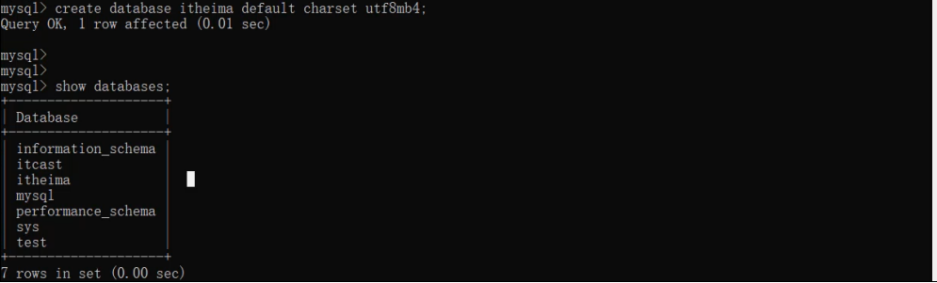 mysql> create database itheima default charset utf8mb4;
Query OK, 1 row affected (0.01 sec)
mysql>
mysql>
mysql> show databases;
+--------------------+
| Database           |
+--------------------+
| information_schema |
| itcast             |
| itheima            |
| mysql              |
| performance_schema |
| sys                |
| test               |
+--------------------+
7 rows in set (0.00 sec)